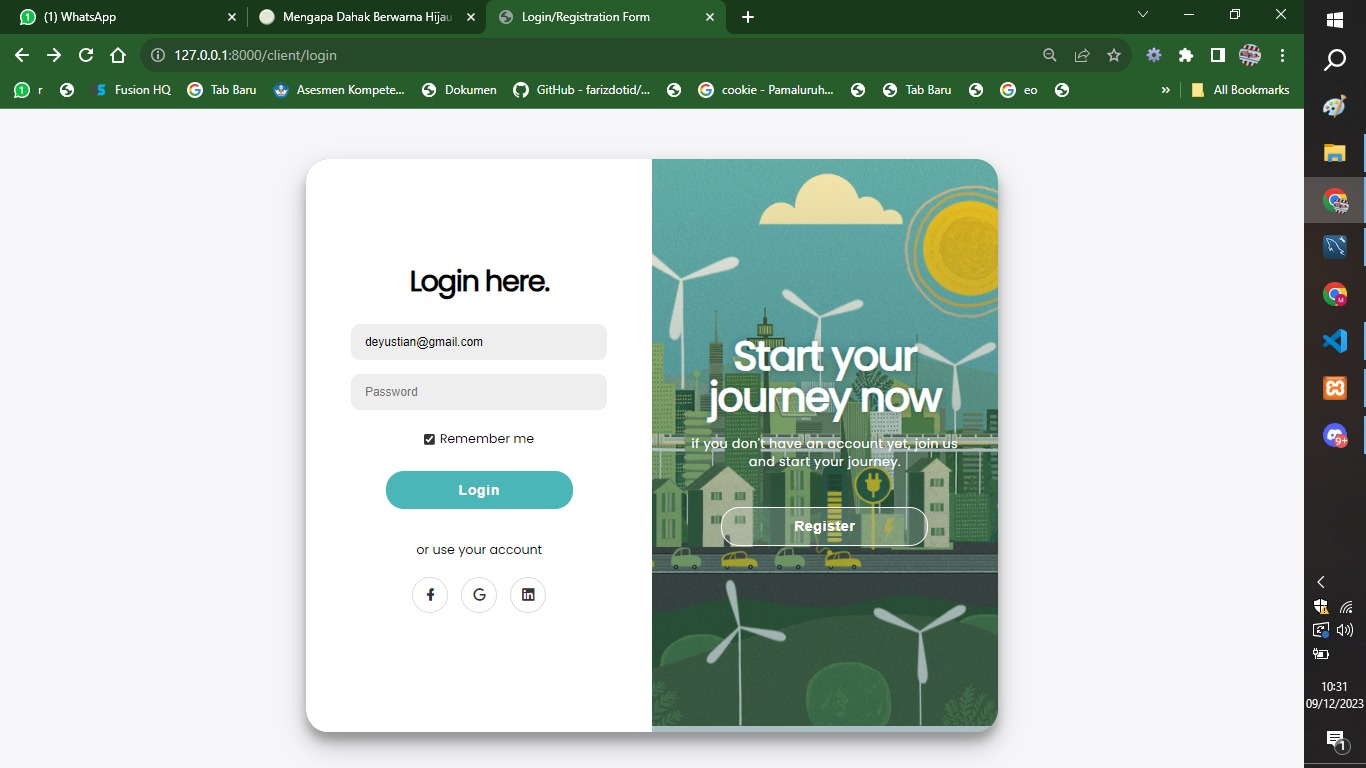 (1) WhatsApp
Mengapa Dahak Berwarna Hijau
Login/Registration Form
127.0.0.1:8000/client/login
r
Fusion HQ
Tab Baru
Asesmen Kompete...
Dokumen
GitHub - farizdotid/...
cookie - Pamaluruh...
Tab Baru
eo
»
All Bookmarks
Login here.
deyustian@gmail.com
Password
Remember me
Login
or use your account
Start your
journey now
if you don't have an account yet, join us
and start your journey.
Register
9+
10:31
09/12/2023
1